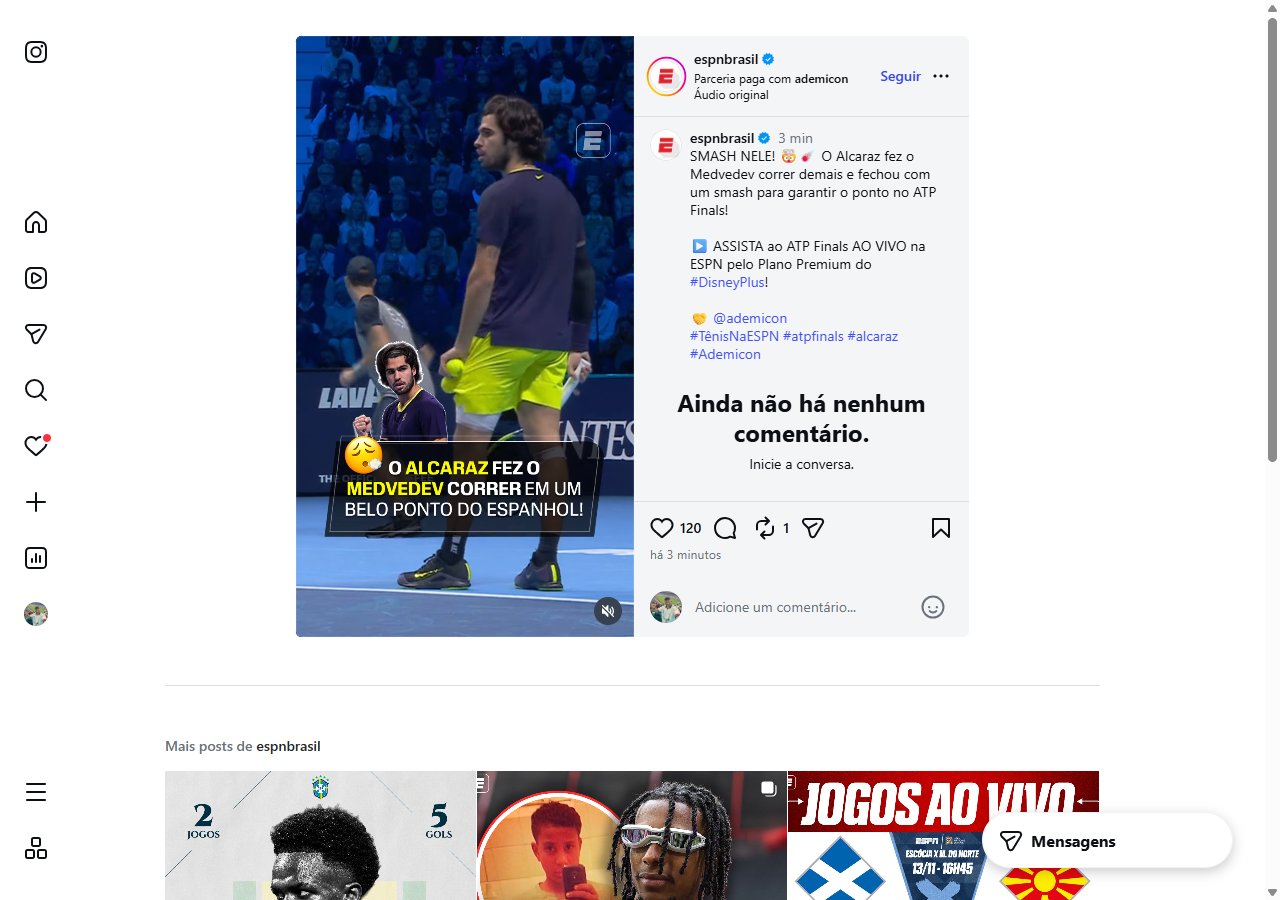 LAVA
INTES
O ALCARAZ FEZ O
MEDVEDEV CORRER EM UM
BELO PONTO DO ESPANHOL!
espnbrasil
Parceria paga com ademicon
Áudio original
Seguir
espnbrasil 3 min
SMASH NELE! 🤯☄️ O Alcaraz fez o
Medvedev correr demais e fechou com
um smash para garantir o ponto no ATP
Finals!
▶️ ASSISTA ao ATP Finals AO VIVO na
ESPN pelo Plano Premium do
#DisneyPlus!
🤝 @ademicon
#TênisNaESPN #atpfinals #alcaraz
#Ademicon
Ainda não há nenhum
comentário.
Inicie a conversa.
120 1
há 3 minutos
Adicione um comentário...
Mais posts de espnbrasil
2
JOGOS
5
GOLS
JOGOS AO VIVO
ESPN
ESCÓCIA X M. DO NORTE
13/11 - 16H45
Mensagens